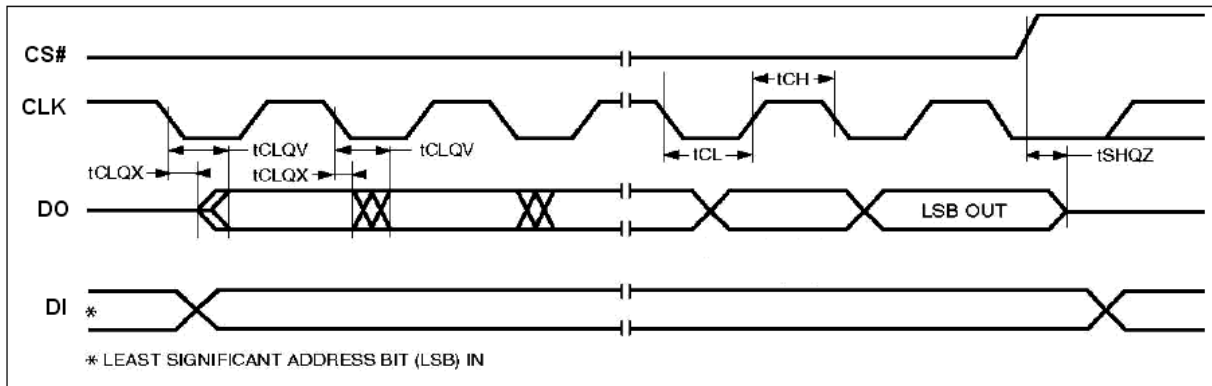 CS#
tCH
CLK
tCLQV
tCLQV
tCL
tSHQZ
tCLQX
tCLQX
DO
LSB OUT
DI
*
* LEAST SIGNIFICANT ADDRESS BIT (LSB) IN